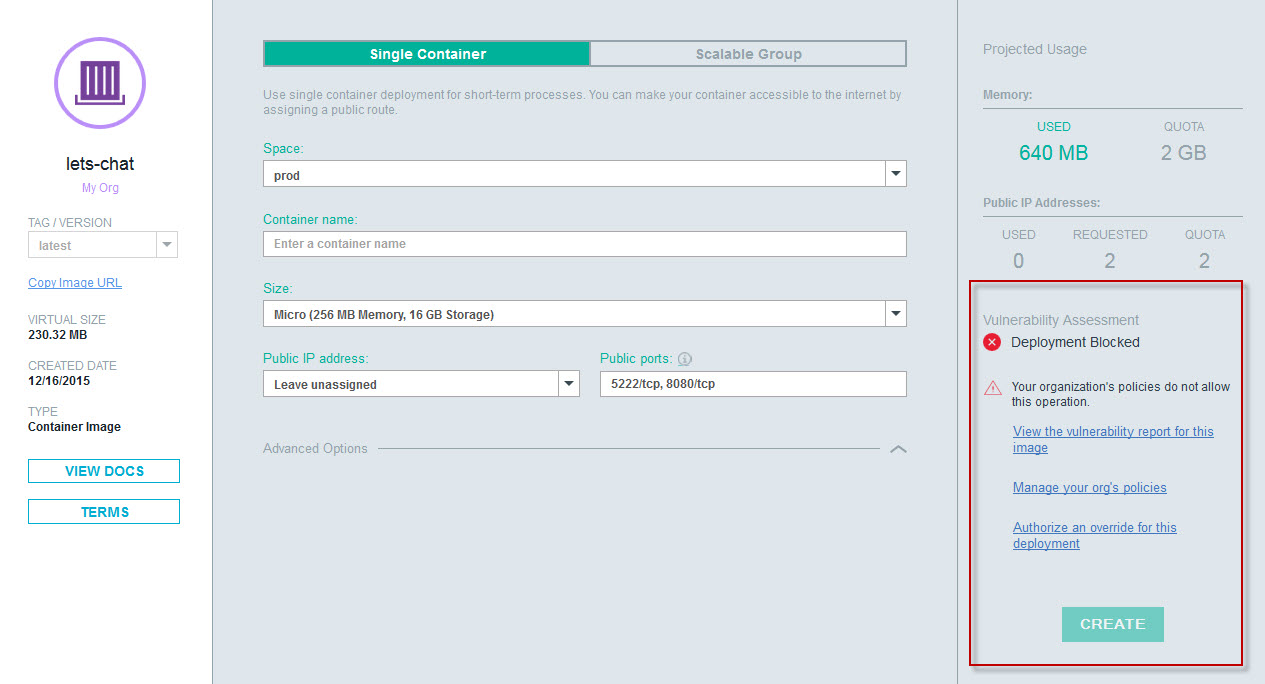 lets-chat
My Org
TAG / VERSION
latest
Copy Image URL
VIRTUAL SIZE
230.32 MB
CREATED DATE
12/16/2015
TYPE
Container Image
VIEW DOCS
TERMS
Single Container
Scalable Group
Use single container deployment for short-term processes. You can make your container accessible to the internet by
assigning a public route.
Space:
prod
Container name:
Enter a container name
Size:
Micro (256 MB Memory, 16 GB Storage)
Public IP address:
Public ports:
Leave unassigned
5222/tcp, 8080/tcp
Advanced Options
Projected Usage
Memory:
USED QUOTA
640 MB 2 GB
Public IP Addresses:
USED REQUESTED QUOTA
0 2 2
Vulnerability Assessment
Deployment Blocked
Your organization's policies do not allow
this operation.
View the vulnerability report for this
image
Manage your org's policies
Authorize an override for this
deployment
CREATE